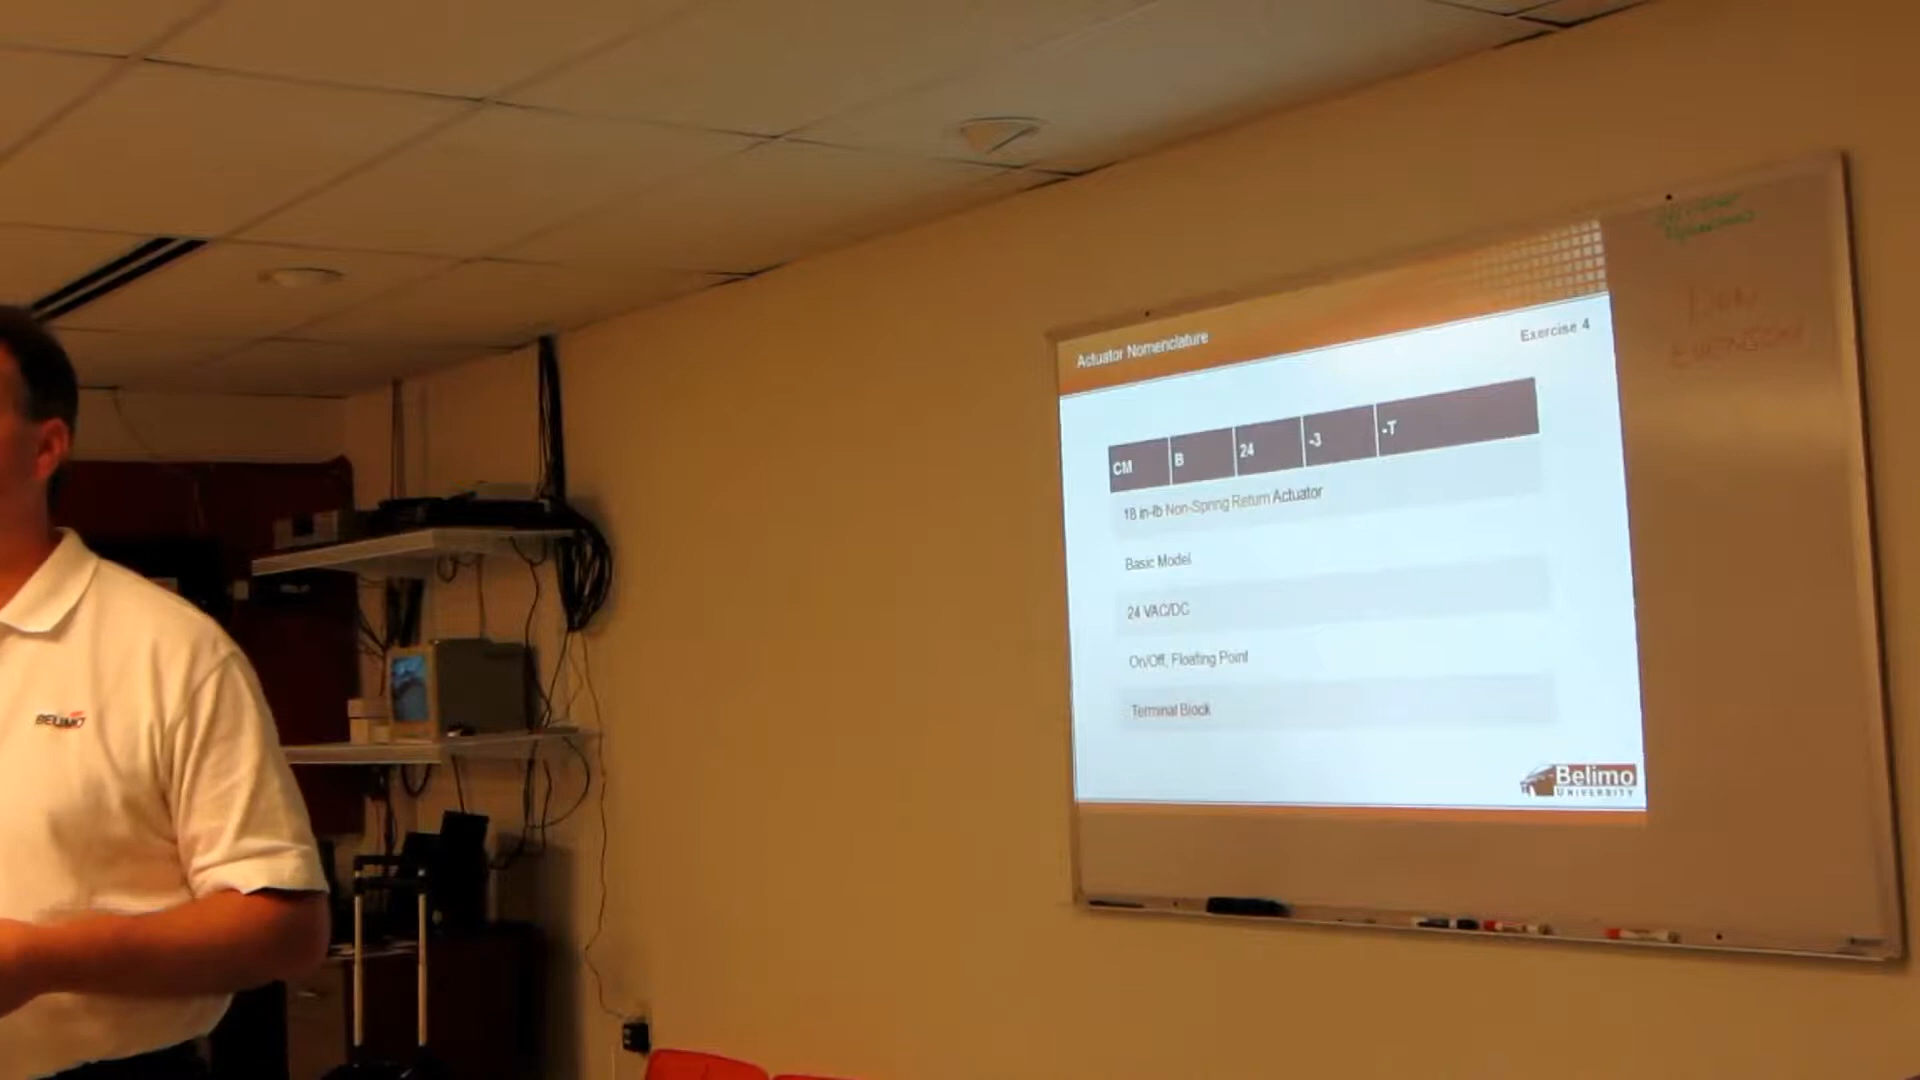 Actuator Nomenclature
Exercise 4
CM B 24 -3 -T
18 in-lb Non-Spring Return Actuator
Basic Model
24 VAC/DC
On/Off, Floating Point
Terminal Block
Belimo
UNIVERSITY
BELIMO